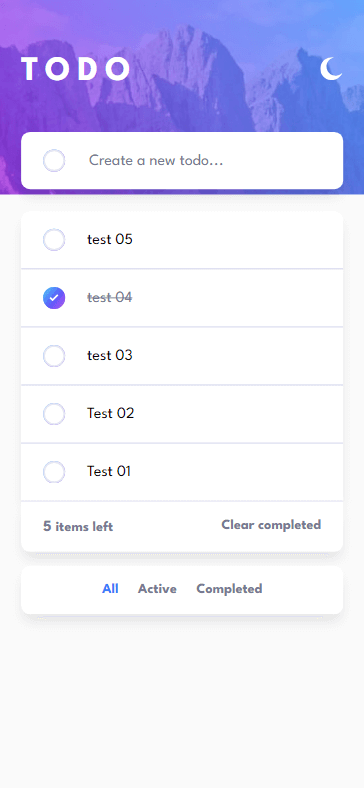 TODO
Create a new todo...
test 05
test 04
test 03
Test 02
Test 01
5 items left Clear completed
All Active Completed